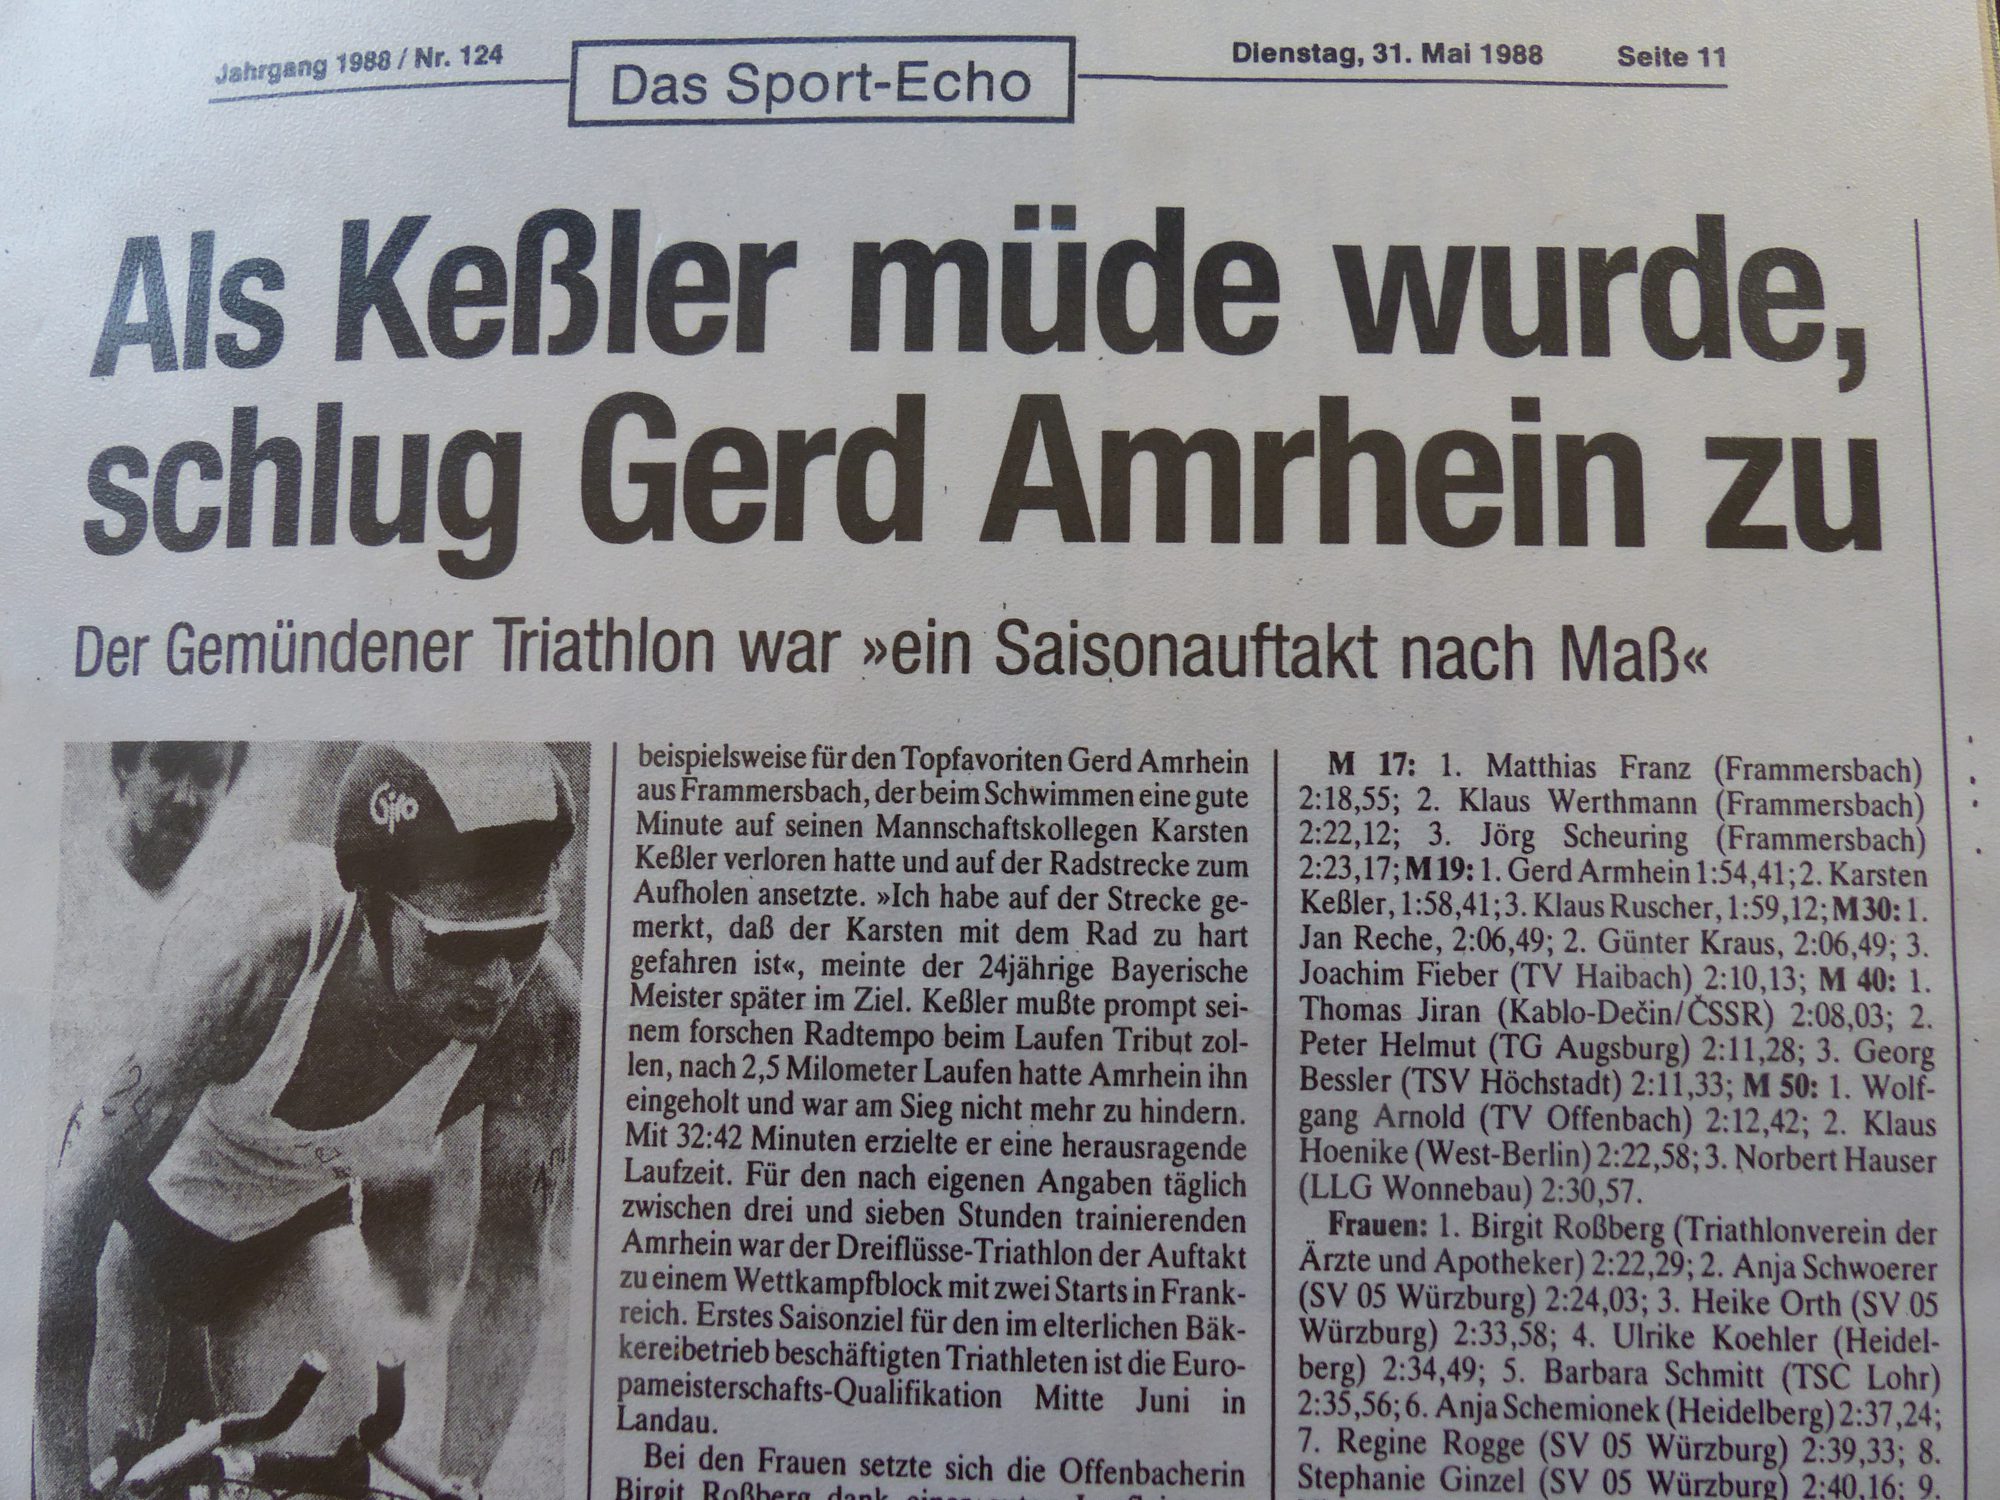 Jahrgang 1988 / Nr. 124
Das Sport-Echo
Dienstag, 31. Mai 1988 Seite 11
Als Keßler müde wurde,
schlug Gerd Amrhein zu
Der Gemündener Triathlon war »ein Saisonauftakt nach Maß«
Giro
beispielsweise für den Topfavoriten Gerd Amrhein
aus Frammersbach, der beim Schwimmen eine gute
Minute auf seinen Mannschaftskollegen Karsten
Keßler verloren hatte und auf der Radstrecke zum
Aufholen ansetzte. »Ich habe auf der Strecke ge-
merkt, daß der Karsten mit dem Rad zu hart
gefahren ist«, meinte der 24jährige Bayerische
Meister später im Ziel. Keßler mußte prompt sei-
nem forschen Radtempo beim Laufen Tribut zol-
len, nach 2,5 Milometer Laufen hatte Amrhein ihn
eingeholt und war am Sieg nicht mehr zu hindern.
Mit 32:42 Minuten erzielte er eine herausragende
Laufzeit. Für den nach eigenen Angaben täglich
zwischen drei und sieben Stunden trainierenden
Amrhein war der Dreiflüsse-Triathlon der Auftakt
zu einem Wettkampfblock mit zwei Starts in Frank-
reich. Erstes Saisonziel für den im elterlichen Bäk-
kereibetrieb beschäftigten Triathleten ist die Euro-
pameisterschafts-Qualifikation Mitte Juni in
Landau.
Bei den Frauen setzte sich die Offenbacherin
Birgit Roßberg dank einer
M 17: 1. Matthias Franz (Frammersbach)
2:18,55; 2. Klaus Werthmann (Frammersbach)
2:22,12; 3. Jörg Scheuring (Frammersbach)
2:23,17; M 19: 1. Gerd Armhein 1:54,41; 2. Karsten
Keßler, 1:58,41; 3. Klaus Ruscher, 1:59,12; M 30: 1.
Jan Reche, 2:06,49; 2. Günter Kraus, 2:06,49; 3.
Joachim Fieber (TV Haibach) 2:10,13; M 40: 1.
Thomas Jiran (Kablo-Dečin/ČSSR) 2:08,03; 2.
Peter Helmut (TG Augsburg) 2:11,28; 3. Georg
Bessler (TSV Höchstadt) 2:11,33; M 50: 1. Wolf-
gang Arnold (TV Offenbach) 2:12,42; 2. Klaus
Hoenike (West-Berlin) 2:22,58; 3. Norbert Hauser
(LLG Wonnebau) 2:30,57.
Frauen: 1. Birgit Roßberg (Triathlonverein der
Ärzte und Apotheker) 2:22,29; 2. Anja Schwoerer
(SV 05 Würzburg) 2:24,03; 3. Heike Orth (SV 05
Würzburg) 2:33,58; 4. Ulrike Koehler (Heidel-
berg) 2:34,49; 5. Barbara Schmitt (TSC Lohr)
2:35,56; 6. Anja Schemionek (Heidelberg) 2:37,24;
7. Regine Rogge (SV 05 Würzburg) 2:39,33; 8.
Stephanie Ginzel (SV 05 Würzburg) 2:40,16; 9.